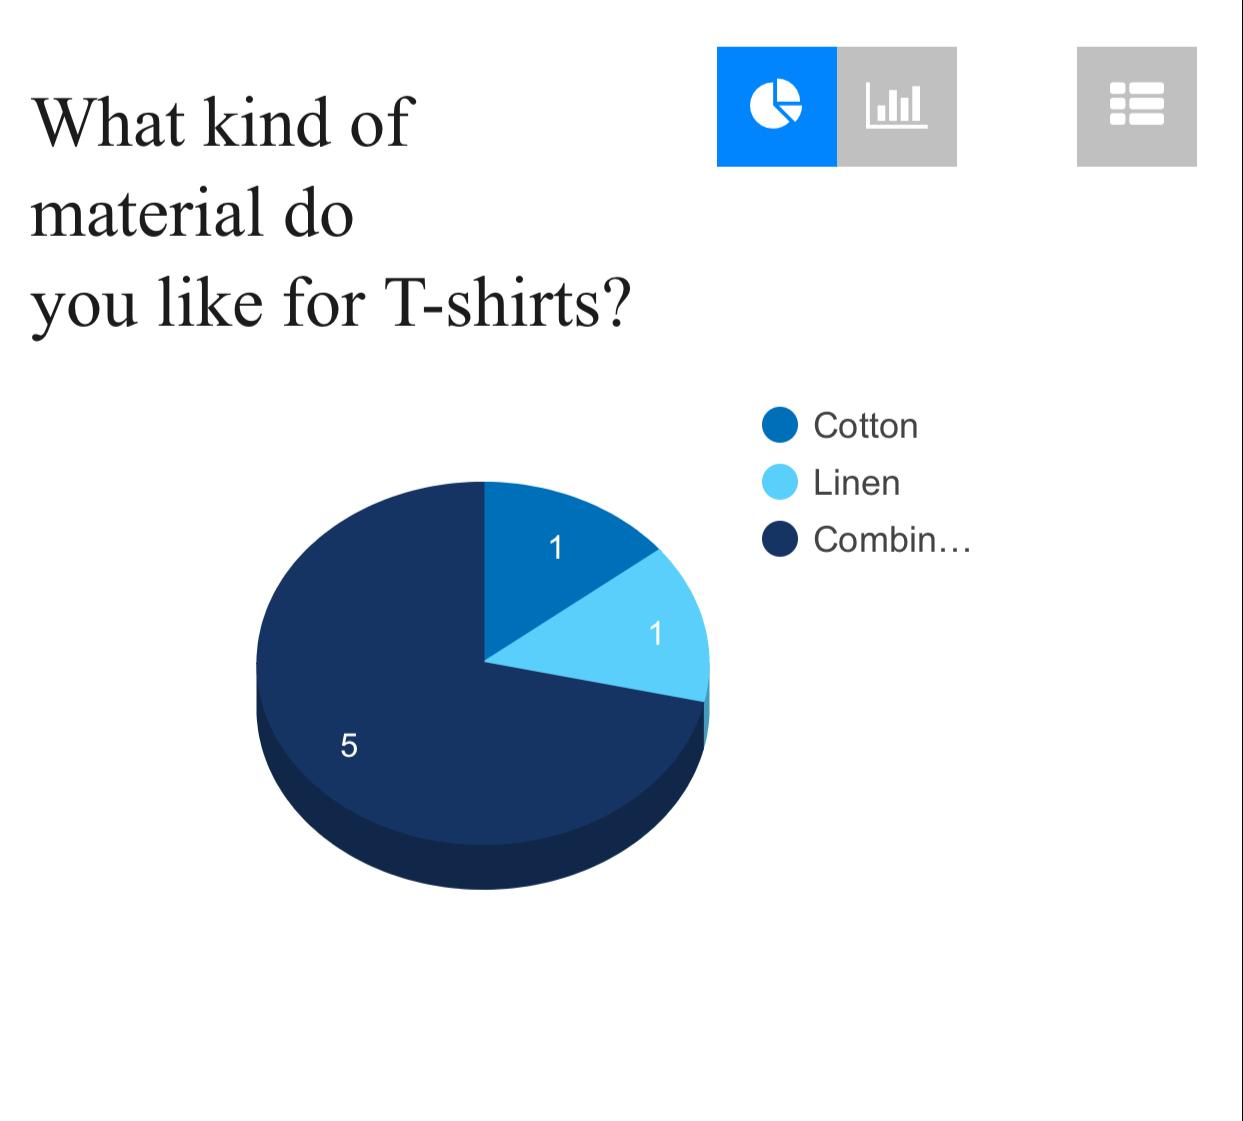 What kind of
material do
you like for T-shirts?
Cotton
Linen
Combin…
1
1
5